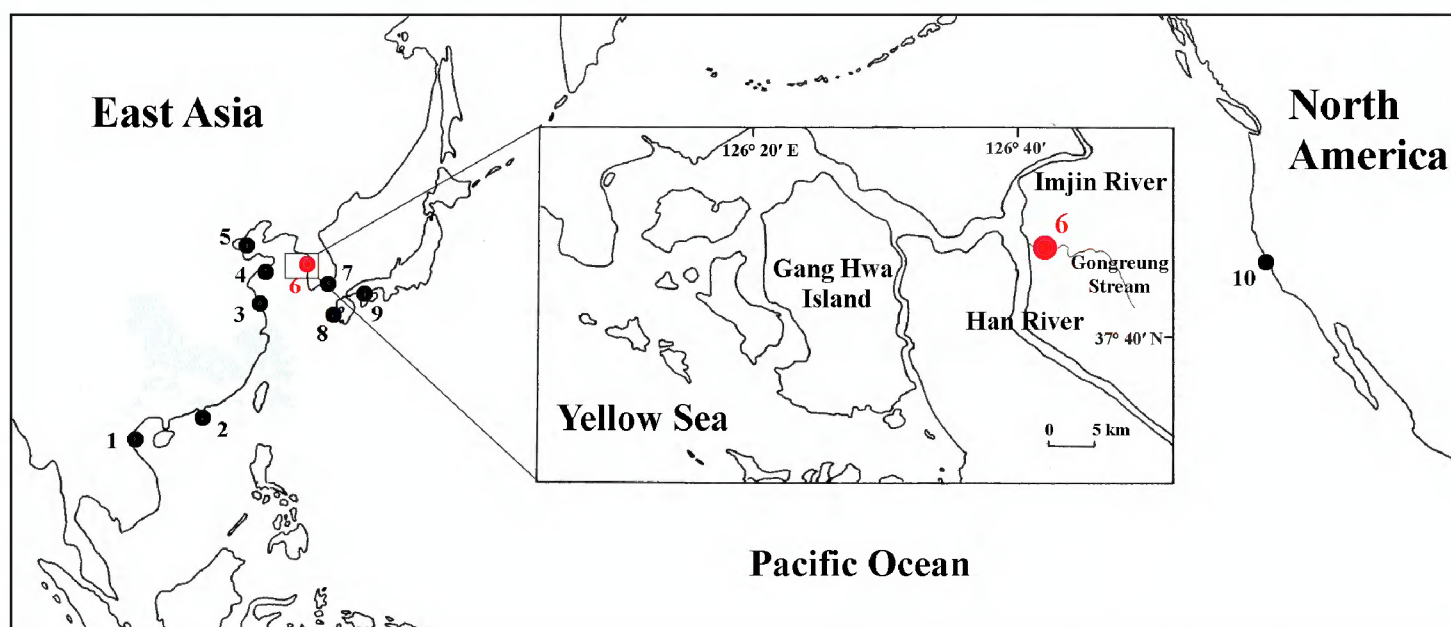 East Asia
North
America
126° 20′ E
126° 40′
Imjin River
6
Gongreung
Stream
Gang Hwa
Island
Han River
37° 40′ N
Yellow Sea
0 5 km
5
4
6
7
3
8
9
10
1
2
Pacific Ocean